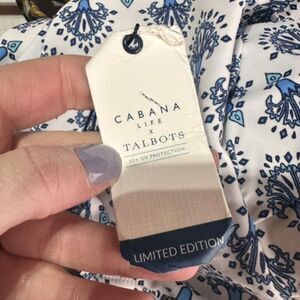 CABANA
LIFE
X
TALBOTS
50+ UV PROTECTION
LIMITED EDITION